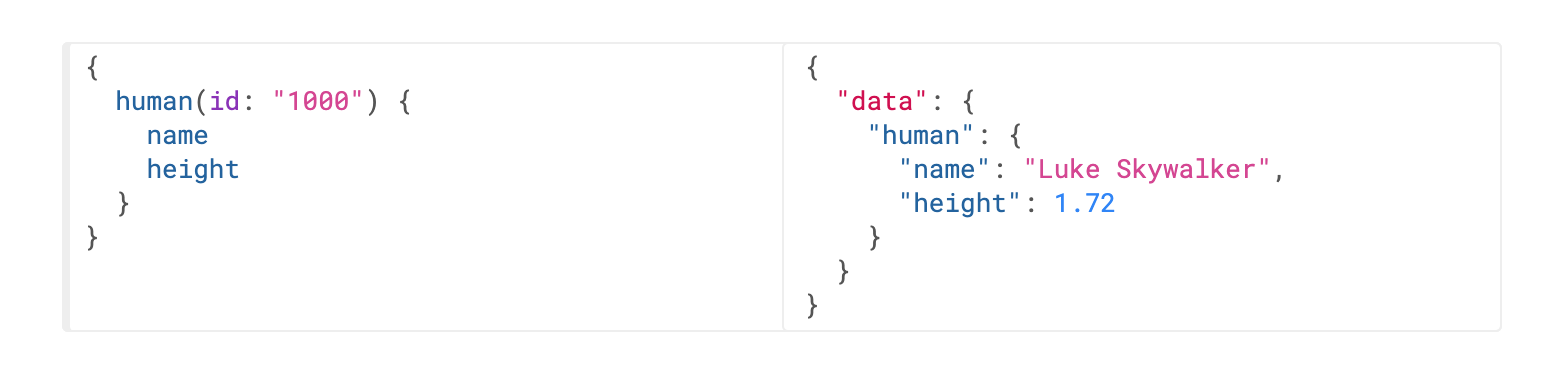 {
  human(id: "1000") {
    name
    height
  }
}
{
  "data": {
    "human": {
      "name": "Luke Skywalker",
      "height": 1.72
    }
  }
}